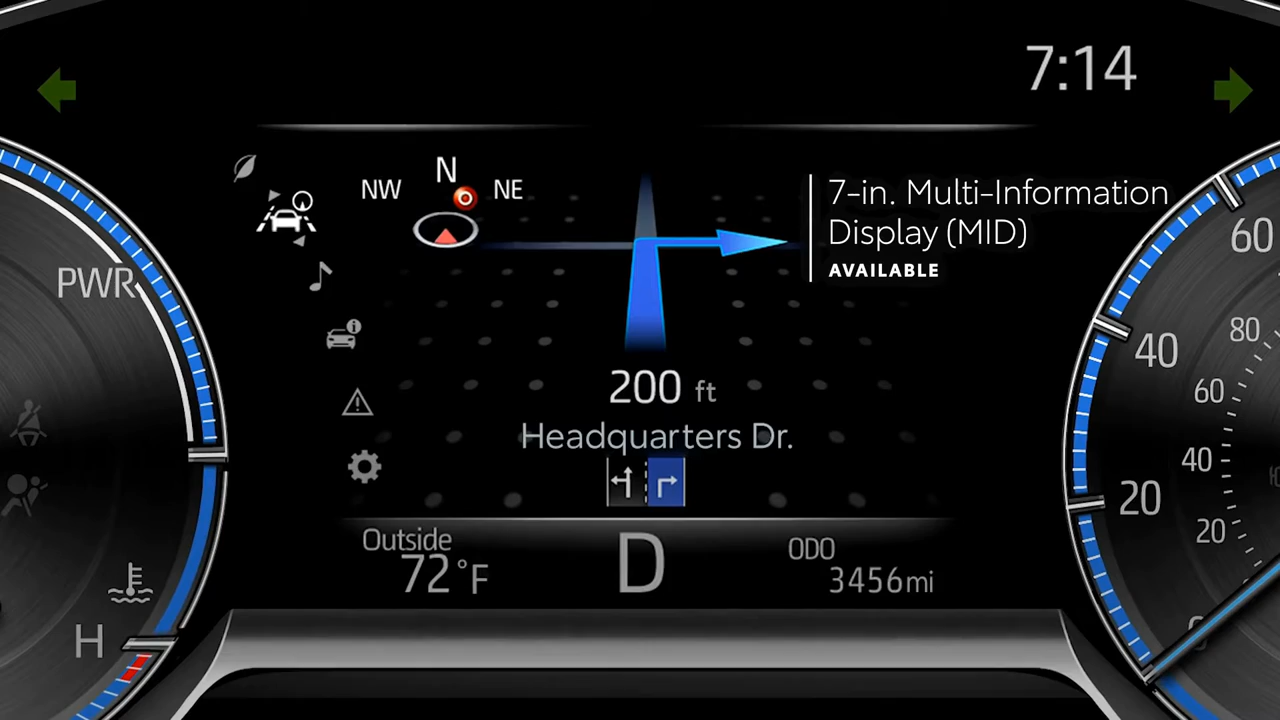 7:14
N
NW
NE
7-in. Multi-Information
Display (MID)
AVAILABLE
PWR
60
80
40
60
200 ft
Headquarters Dr.
40
20
20
Outside
72°F
D
ODO
3456mi
H
0